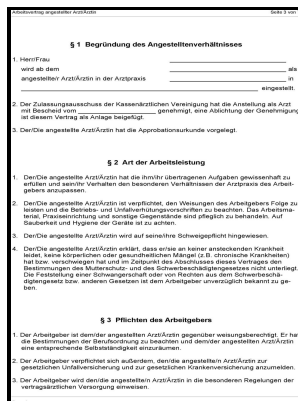 Arbeitsvertrag angestellter Arzt/Ärztin Seite 3 von
§ 1 Begründung des Angestelltenverhältnisses
1. Herr/Frau
wird ab dem als
angestellte/r Arzt/Ärztin in der Arztpraxis in
eingestellt.
2. Der Zulassungsausschuss der Kassenärztlichen Vereinigung hat die Anstellung als Arzt
mit Bescheid vom genehmigt, eine Ablichtung der Genehmigung
ist diesem Vertrag als Anlage beigefügt.
3. Der/Die angestellte Arzt/Ärztin hat die Approbationsurkunde vorgelegt.
§ 2 Art der Arbeitsleistung
1. Der/Die angestellte Arzt/Ärztin hat die ihm/ihr übertragenen Aufgaben gewissenhaft zu
erfüllen und sein/ihr Verhalten den besonderen Verhältnissen der Arztpraxis des Arbeit-
gebers anzupassen.
2. Der/Die angestellte Arzt/Ärztin ist verpflichtet, den Weisungen des Arbeitgebers Folge zu
leisten und die Betriebs- und Unfallverhütungsvorschriften zu beachten. Das Arbeitsma-
terial, Praxiseinrichtung und sonstige Gegenstände sind pfleglich zu behandeln. Auf
Sauberkeit und Hygiene der Geräte ist zu achten.
3. Der/Die angestellte Arzt/Ärztin wird auf seine/ihre Schweigepflicht hingewiesen.
4. Der/Die angestellte Arzt/Ärztin erklärt, dass er/sie an keiner ansteckenden Krankheit
leidet, keine körperlichen oder gesundheitlichen Mängel (z.B. chronische Krankheiten)
hat bzw. verschwiegen hat und im Zeitpunkt des Abschlusses dieses Vertrages den
Bestimmungen des Mutterschutz- und des Schwerbeschädigtengesetzes nicht unterliegt.
Die Feststellung einer Schwangerschaft oder von Rechten aus dem Schwerbeschä-
digtengesetz bzw. anderen Gesetzen ist dem Arbeitgeber unverzüglich bekannt zu ge-
ben.
§ 3 Pflichten des Arbeitgebers
1. Der Arbeitgeber ist dem/der angestellten Arzt/Ärztin gegenüber weisungsberechtigt. Er hat
die Bestimmungen der Berufsordnung zu beachten und dem/der angestellten Arzt/Ärztin
eine entsprechende Selbstständigkeit einzuräumen.
2. Der Arbeitgeber verpflichtet sich außerdem, den/die angestellte/n Arzt/Ärztin zur
gesetzlichen Unfallversicherung und zur gesetzlichen Krankenversicherung anzumelden.
3. Der Arbeitgeber wird den/die angestellte/n Arzt/Ärztin in die besonderen Regelungen der
vertragsärztlichen Versorgung einweisen.